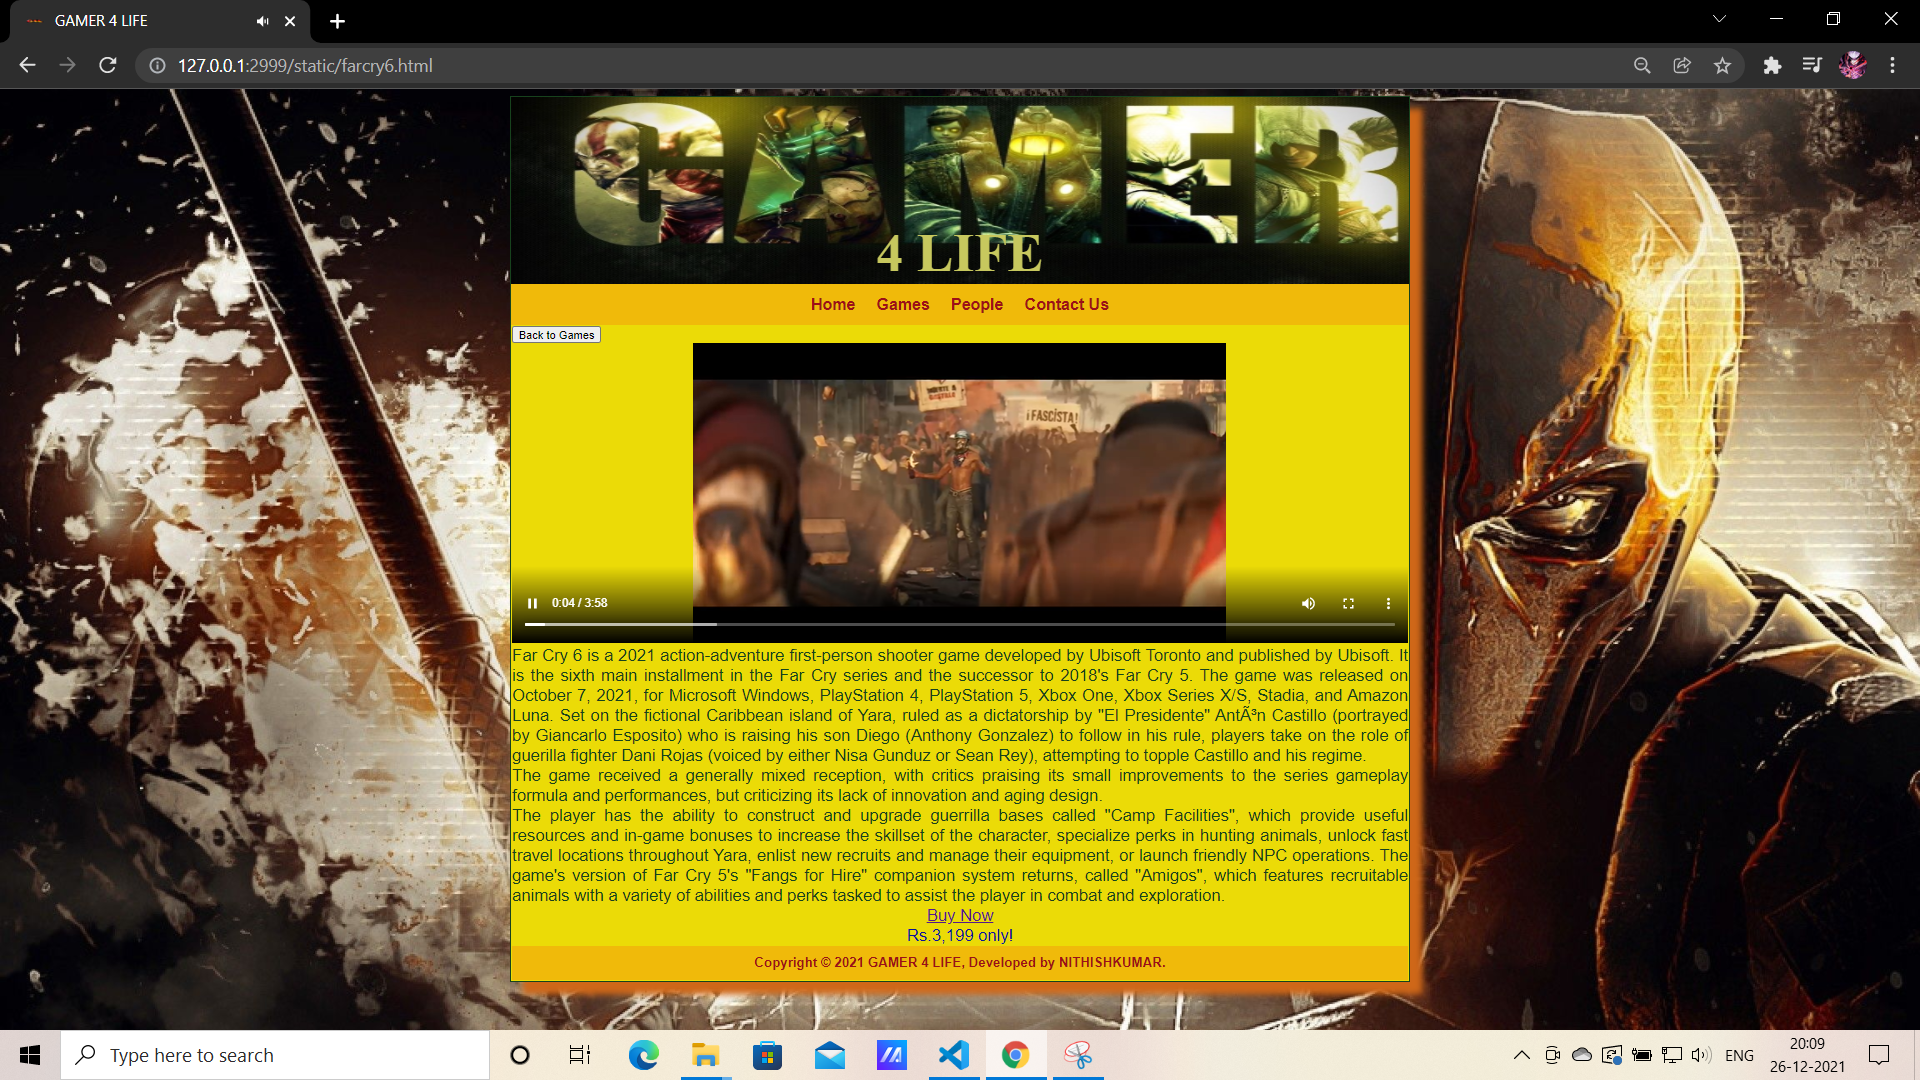 GAMER 4 LIFE
127.0.0.1:2999/static/farcry6.html
GAMER
4 LIFE
Home Games People Contact Us
Back to Games
¡FASCISTA!
0:04 / 3:58
Far Cry 6 is a 2021 action-adventure first-person shooter game developed by Ubisoft Toronto and published by Ubisoft. It
is the sixth main installment in the Far Cry series and the successor to 2018's Far Cry 5. The game was released on
October 7, 2021, for Microsoft Windows, PlayStation 4, PlayStation 5, Xbox One, Xbox Series X/S, Stadia, and Amazon
Luna. Set on the fictional Caribbean island of Yara, ruled as a dictatorship by "El Presidente" AntÃ³n Castillo (portrayed
by Giancarlo Esposito) who is raising his son Diego (Anthony Gonzalez) to follow in his rule, players take on the role of
guerilla fighter Dani Rojas (voiced by either Nisa Gunduz or Sean Rey), attempting to topple Castillo and his regime.
The game received a generally mixed reception, with critics praising its small improvements to the series gameplay
formula and performances, but criticizing its lack of innovation and aging design.
The player has the ability to construct and upgrade guerrilla bases called "Camp Facilities", which provide useful
resources and in-game bonuses to increase the skillset of the character, specialize perks in hunting animals, unlock fast
travel locations throughout Yara, enlist new recruits and manage their equipment, or launch friendly NPC operations. The
game's version of Far Cry 5's "Fangs for Hire" companion system returns, called "Amigos", which features recruitable
animals with a variety of abilities and perks tasked to assist the player in combat and exploration.
Buy Now
Rs.3,199 only!
Copyright © 2021 GAMER 4 LIFE, Developed by NITHISHKUMAR.
Type here to search
ENG
20:09
26-12-2021